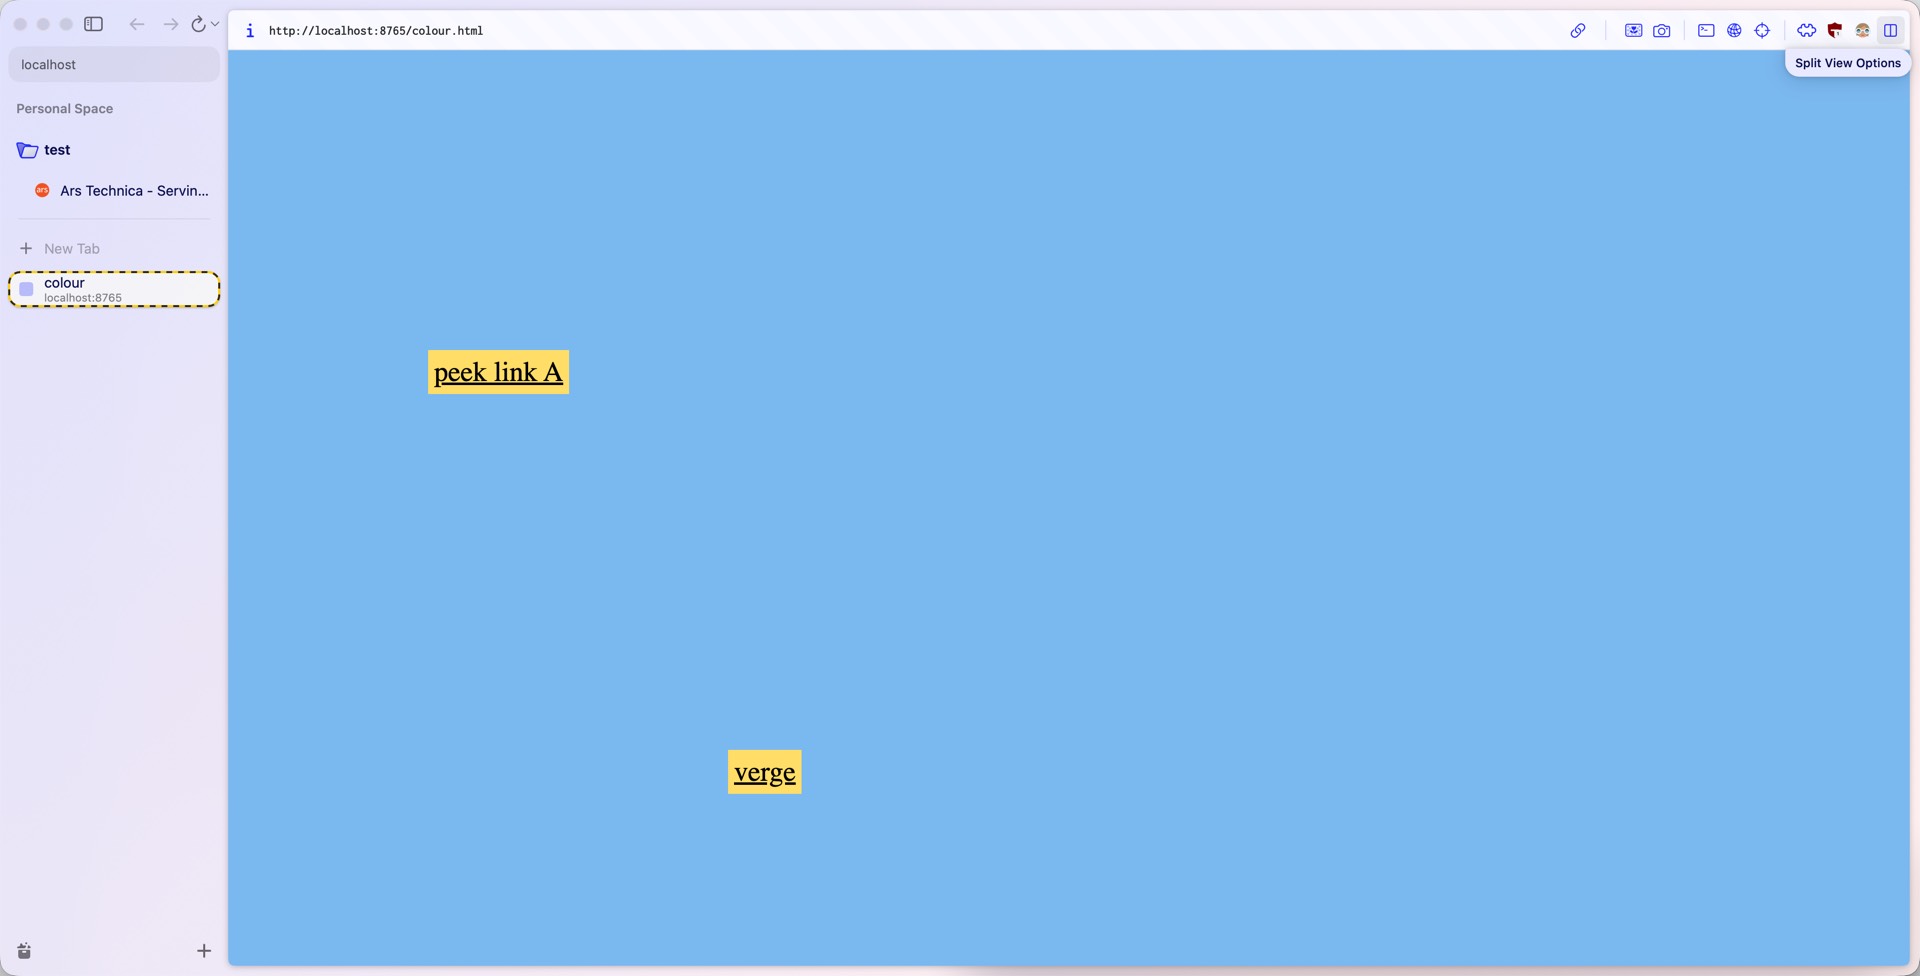 i http://localhost:8765/colour.html
Split View Options
localhost
Personal Space
test
ars Ars Technica - Servin...
New Tab
colour
localhost:8765
peek link A
verge